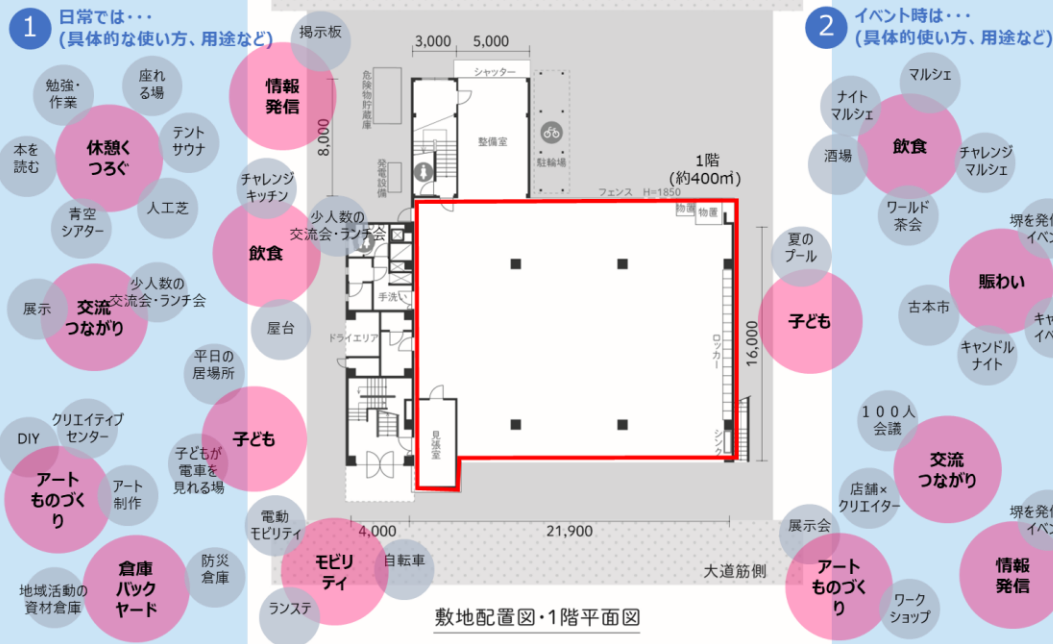 1
日常では・・・
(具体的な使い方、用途など)
掲示板
情報
発信
勉強・
作業
座れ
る場
休憩く
つろぐ
テント
サウナ
本を
読む
青空
シアター
人工芝
チャレンジ
キッチン
少人数の
交流会・ランチ会
飲食
屋台
展示
交流
つながり
少人数の
交流会・ランチ会
平日の
居場所
子ども
子どもが
電車を
見れる場
DIY
クリエイティブ
センター
アート
ものづく
り
アート
制作
倉庫
バック
ヤード
防災
倉庫
地域活動の
資材倉庫
電動
モビリティ
モビリ
ティ
自転車
ランステ
3,000
5,000
シャッター
危険物貯蔵庫
8,000
整備室
駐輪場
発電設備
1階
(約400㎡)
フェンス H=1850
物置
物置
手洗い
ドライエリア
ロッカー
16,000
見張室
シンク
4,000
21,900
大道筋側
敷地配置図・1階平面図
2
イベント時は・・・
(具体的な使い方、用途など)
マルシェ
ナイト
マルシェ
飲食
酒場
チャレンジ
マルシェ
ワールド
茶会
夏の
プール
子ども
堺を発信
イベン
賑わい
古本市
キャンドル
ナイト
キャ
イベ
100人
会議
交流
つながり
店舗×
クリエイター
展示会
アート
ものづく
り
ワーク
ショップ
堺を発信
イベン
情報
発信